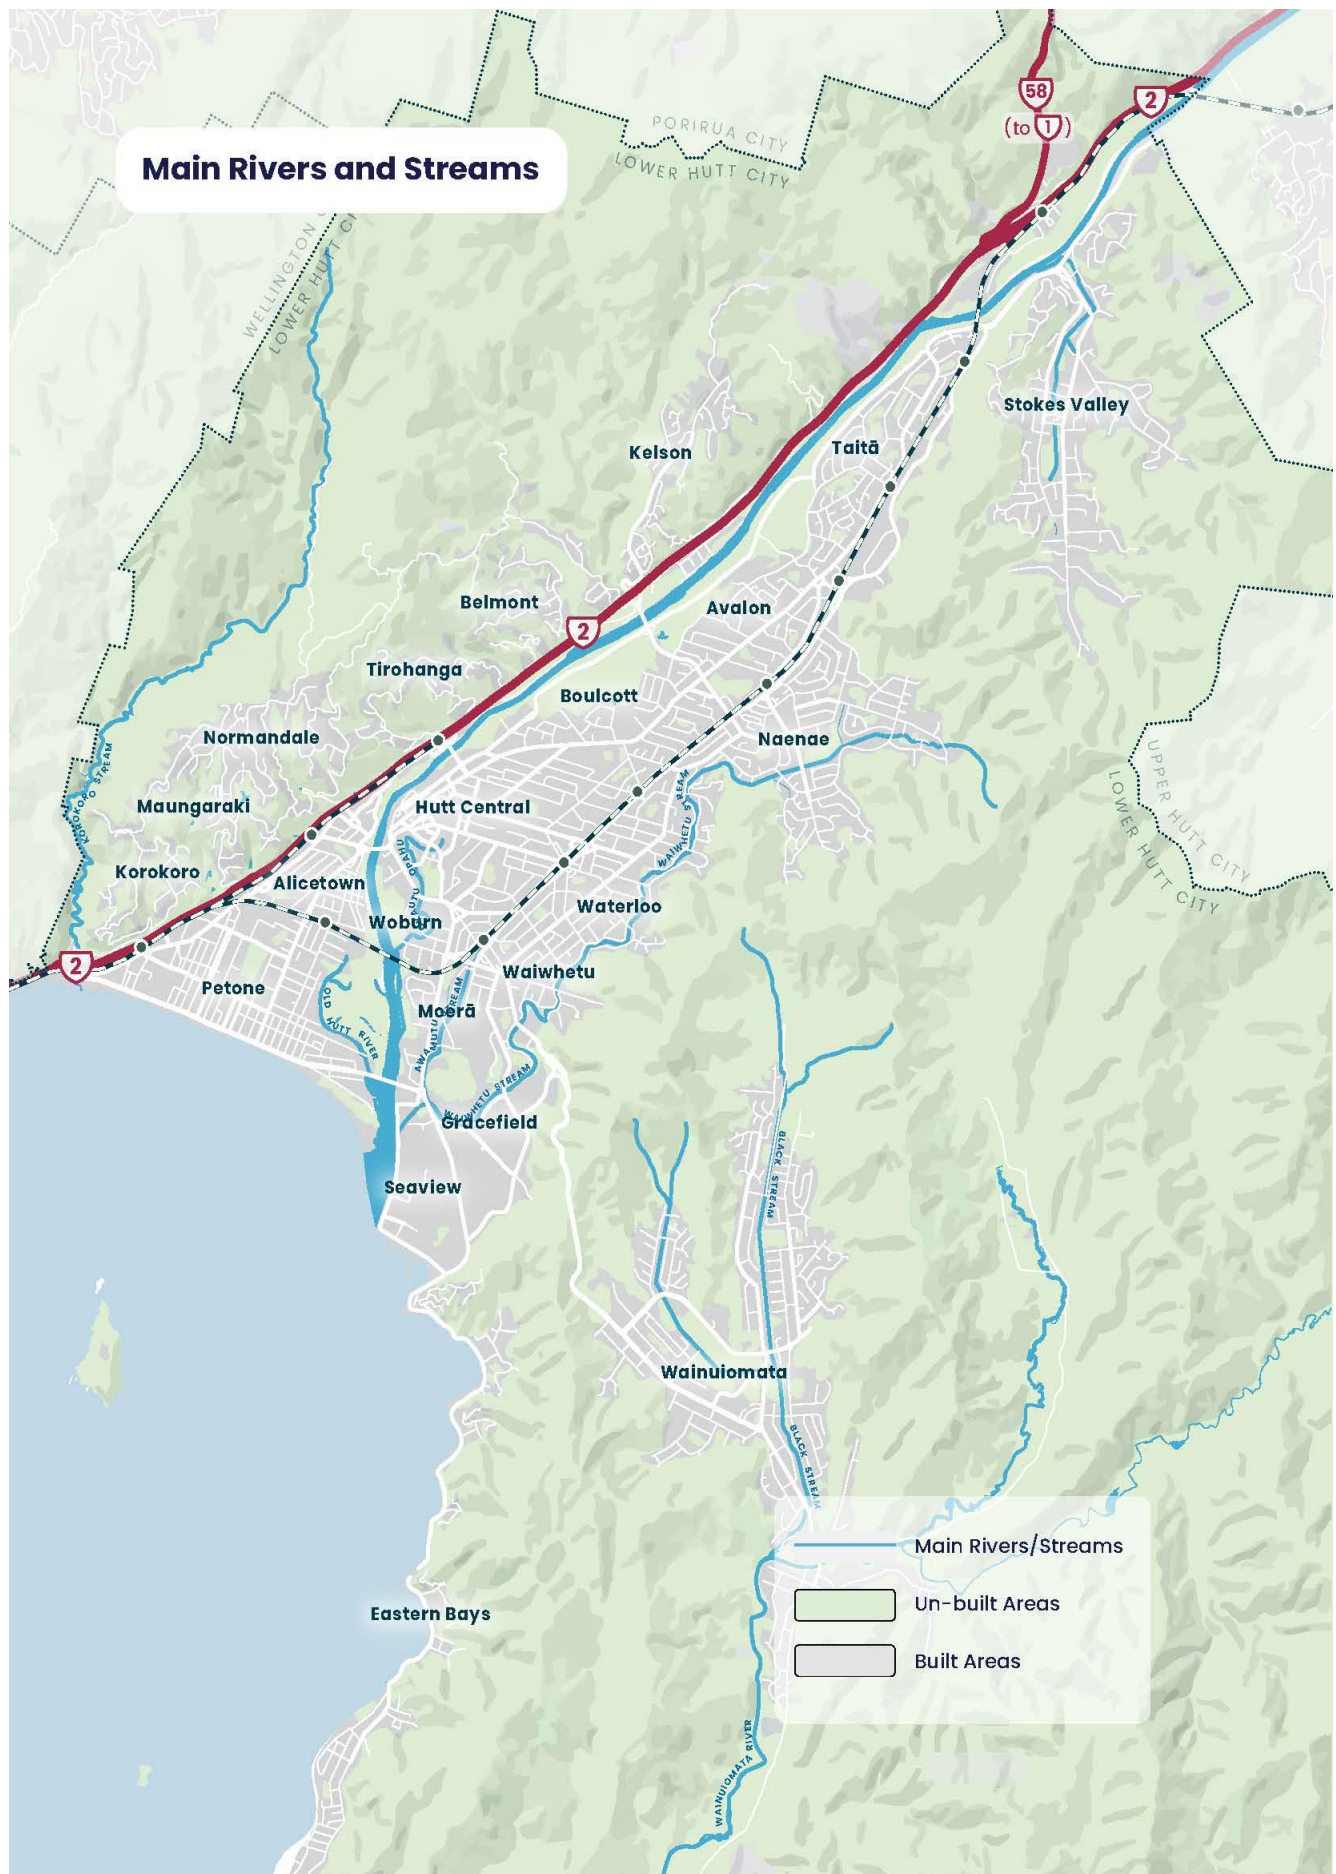 58
2
(to 1)
PORIRUA CITY
LOWER HUTT CITY
Main Rivers and Streams
LOWER HUTT
WELLINGTON
Stokes Valley
Taitā
Kelson
Belmont
Avalon
2
Tirohanga
Boulcott
Normandale
Naenae
KOROKORO STREAM
UPPER HUTT CITY
LOWER HUTT CITY
Maungaraki
Hutt Central
WAIWHETU STREAM
Korokoro
Alicetown
OPAHU
Woburn
Waterloo
2
Petone
Waiwhetu
OLD HUTT RIVER
Moerā
AWAMUTU STREAM
WAIWHETU STREAM
Gracefield
BLACK STREAM
Seaview
Wainuiomata
BLACK STREAM
Main Rivers/Streams
Un-built Areas
Built Areas
Eastern Bays
WAINUIOMATA RIVER